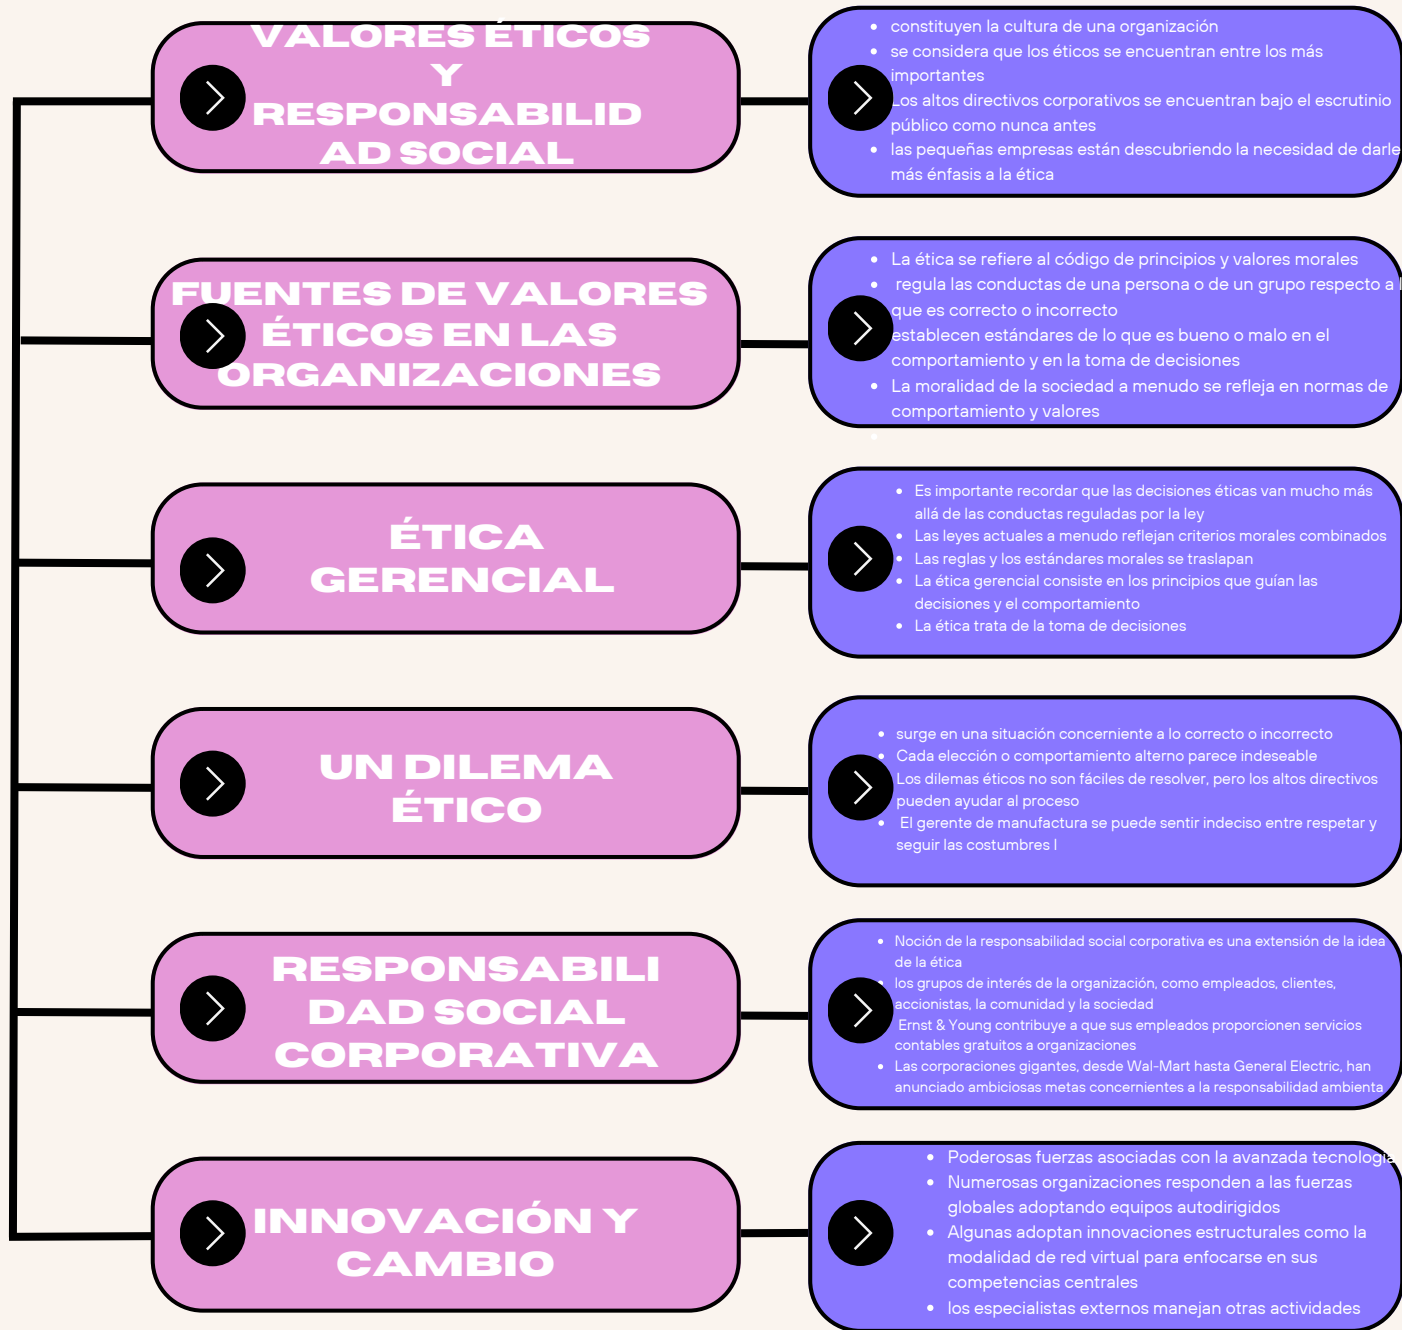 VALORES ÉTICOS
Y
RESPONSABILID
AD SOCIAL
constituyen la cultura de una organización
se considera que los éticos se encuentran entre los más
importantes
Los altos directivos corporativos se encuentran bajo el escrutinio
público como nunca antes
las pequeñas empresas están descubriendo la necesidad de darle
más énfasis a la ética
FUENTES DE VALORES
ÉTICOS EN LAS
ORGANIZACIONES
La ética se refiere al código de principios y valores morales
regula las conductas de una persona o de un grupo respecto a l
que es correcto o incorrecto
establecen estándares de lo que es bueno o malo en el
comportamiento y en la toma de decisiones
La moralidad de la sociedad a menudo se refleja en normas de
comportamiento y valores
ÉTICA
GERENCIAL
Es importante recordar que las decisiones éticas van mucho más
allá de las conductas reguladas por la ley
Las leyes actuales a menudo reflejan criterios morales combinados
Las reglas y los estándares morales se traslapan
La ética gerencial consiste en los principios que guían las
decisiones y el comportamiento
La ética trata de la toma de decisiones
UN DILEMA
ÉTICO
surge en una situación concerniente a lo correcto o incorrecto
Cada elección o comportamiento alterno parece indeseable
Los dilemas éticos no son fáciles de resolver, pero los altos directivos
pueden ayudar al proceso
El gerente de manufactura se puede sentir indeciso entre respetar y
seguir las costumbres l
RESPONSABILI
DAD SOCIAL
CORPORATIVA
Noción de la responsabilidad social corporativa es una extensión de la idea
de la ética
los grupos de interés de la organización, como empleados, clientes,
accionistas, la comunidad y la sociedad
Ernst & Young contribuye a que sus empleados proporcionen servicios
contables gratuitos a organizaciones
Las corporaciones gigantes, desde Wal-Mart hasta General Electric, han
anunciado ambiciosas metas concernientes a la responsabilidad ambienta
INNOVACIÓN Y
CAMBIO
Poderosas fuerzas asociadas con la avanzada tecnología
Numerosas organizaciones responden a las fuerzas
globales adoptando equipos autodirigidos
Algunas adoptan innovaciones estructurales como la
modalidad de red virtual para enfocarse en sus
competencias centrales
los especialistas externos manejan otras actividades